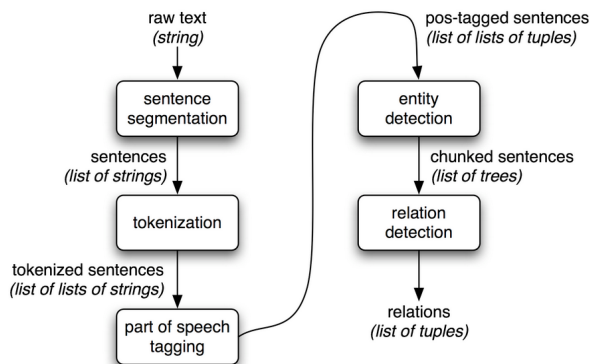 raw text
(string)
sentence
segmentation
sentences
(list of strings)
tokenization
tokenized sentences
(list of lists of strings)
part of speech
tagging
pos-tagged sentences
(list of lists of tuples)
entity
detection
chunked sentences
(list of trees)
relation
detection
relations
(list of tuples)